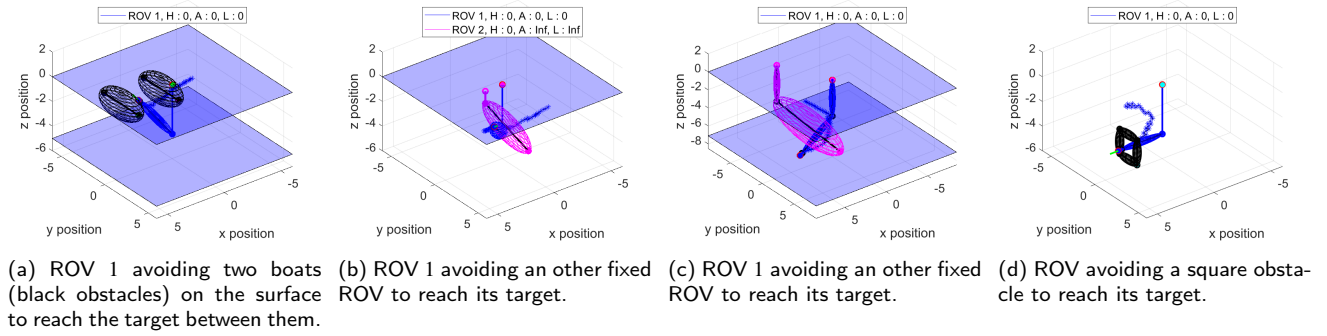 ROV 1, H : 0, A : 0, L : 0
2
0
-2
-4
-6
z position
-5
0
5
y position
5
0
-5
x position
(a) ROV 1 avoiding two boats
(black obstacles) on the surface
to reach the target between them.
ROV 1, H : 0, A : 0, L : 0
ROV 2, H : 0, A : Inf, L : Inf
2
0
-2
-4
-6
z position
-5
0
5
y position
5
0
-5
x position
(b) ROV 1 avoiding an other fixed
ROV to reach its target.
ROV 1, H : 0, A : 0, L : 0
2
0
-2
-4
-6
-8
z position
-5
0
5
y position
5
0
-5
x position
(c) ROV 1 avoiding an other fixed
ROV to reach its target.
ROV 1, H : 0, A : 0, L : 0
2
0
-2
-4
-6
z position
-5
0
5
y position
5
0
-5
x position
(d) ROV avoiding a square obsta-
cle to reach its target.